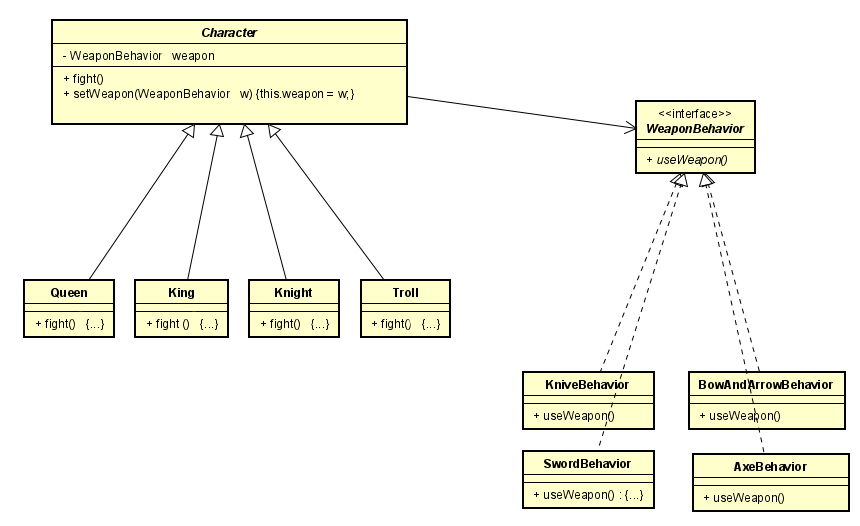 Character
- WeaponBehavior weapon
+ fight()
+ setWeapon(WeaponBehavior w) {this.weapon = w;}
<<interface>>
WeaponBehavior
+ useWeapon()
Queen
+ fight() {...}
King
+ fight () {...}
Knight
+ fight() {...}
Troll
+ fight() {...}
KniveBehavior
+ useWeapon()
BowAndArrowBehavior
+ useWeapon()
SwordBehavior
+ useWeapon() : {...}
AxeBehavior
+ useWeapon()